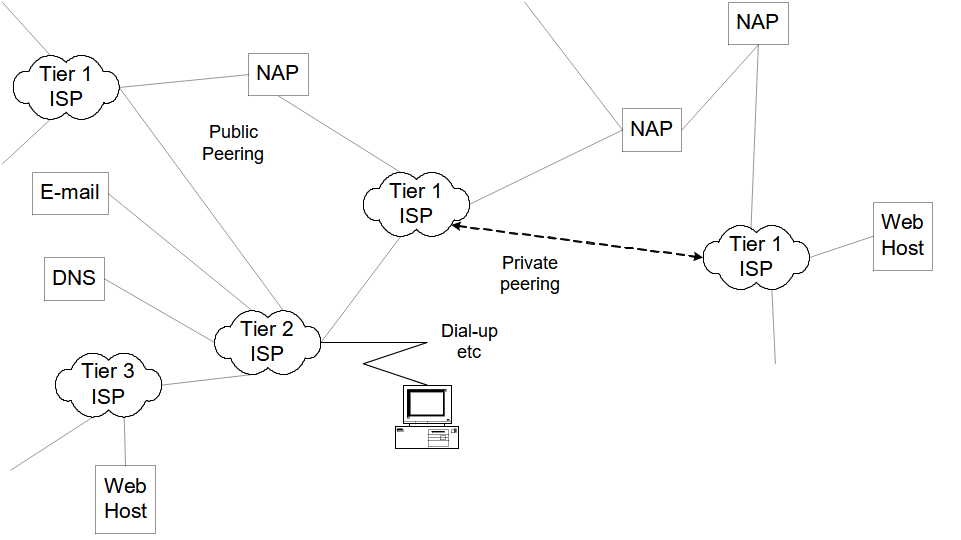 NAP
Tier 1
ISP
NAP
Public
Peering
NAP
E-mail
Tier 1
ISP
Web
Host
Tier 1
ISP
Private
peering
DNS
Tier 2
ISP
Dial-up
etc
Tier 3
ISP
Web
Host